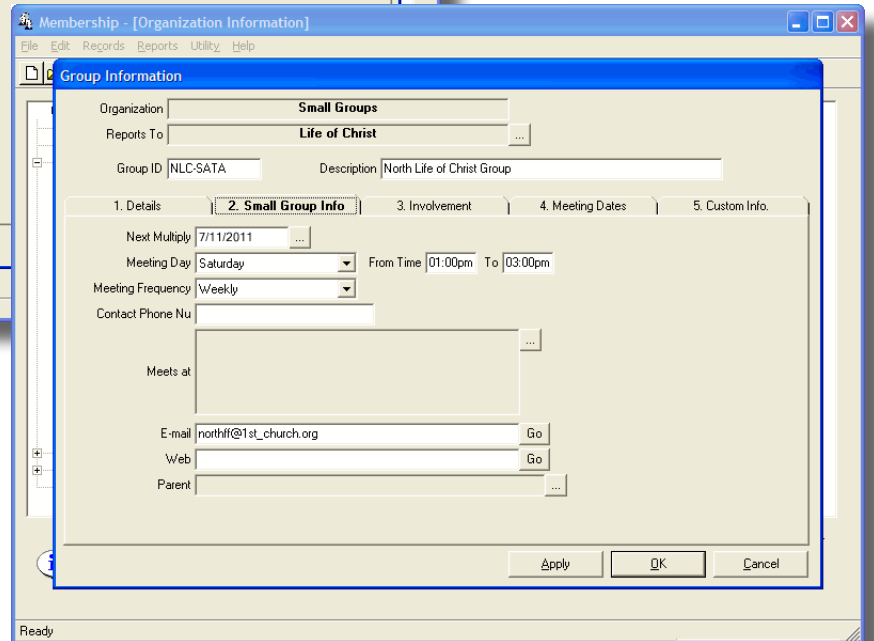 Membership - [Organization Information]
File Edit Records Reports Utility Help
Group Information
Organization Small Groups
Reports To Life of Christ ...
Group ID NLC-SATA Description North Life of Christ Group
1. Details 2. Small Group Info 3. Involvement 4. Meeting Dates 5. Custom Info.
Next Multiply 7/11/2011 ...
Meeting Day Saturday From Time 01:00pm To 03:00pm
Meeting Frequency Weekly
Contact Phone Nu
...
Meets at
E-mail northff@1st_church.org Go
Web Go
Parent ...
Apply OK Cancel
Ready